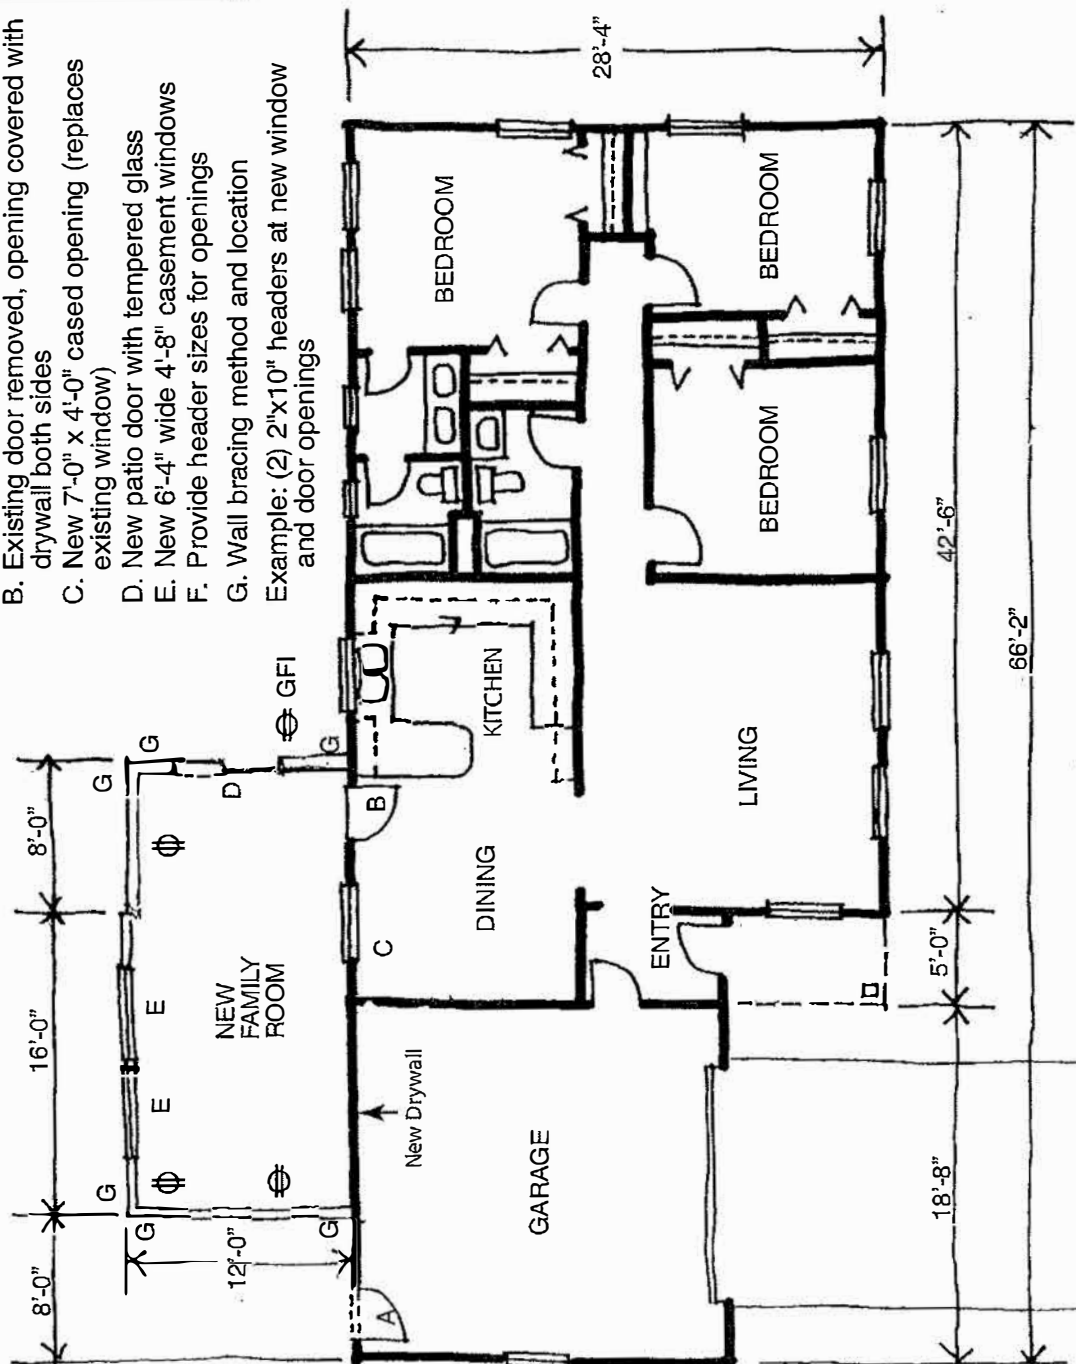 B. Existing door removed, opening covered with
drywall both sides
C. New 7'-0" x 4'-0" cased opening (replaces
existing window)
D. New patio door with tempered glass
E. New 6'-4" wide 4'-8" casement windows
F. Provide header sizes for openings
G. Wall bracing method and location
Example: (2) 2"x10" headers at new window
and door openings
8'-0"
16'-0"
8'-0"
12'-0"
G
G
G
G
G
G
G
E
E
D
GFI
NEW
FAMILY
ROOM
A
B
C
New Drywall
GARAGE
DINING
KITCHEN
ENTRY
LIVING
BEDROOM
BEDROOM
BEDROOM
28'-4"
18'-8"
5'-0"
42'-6"
66'-2"